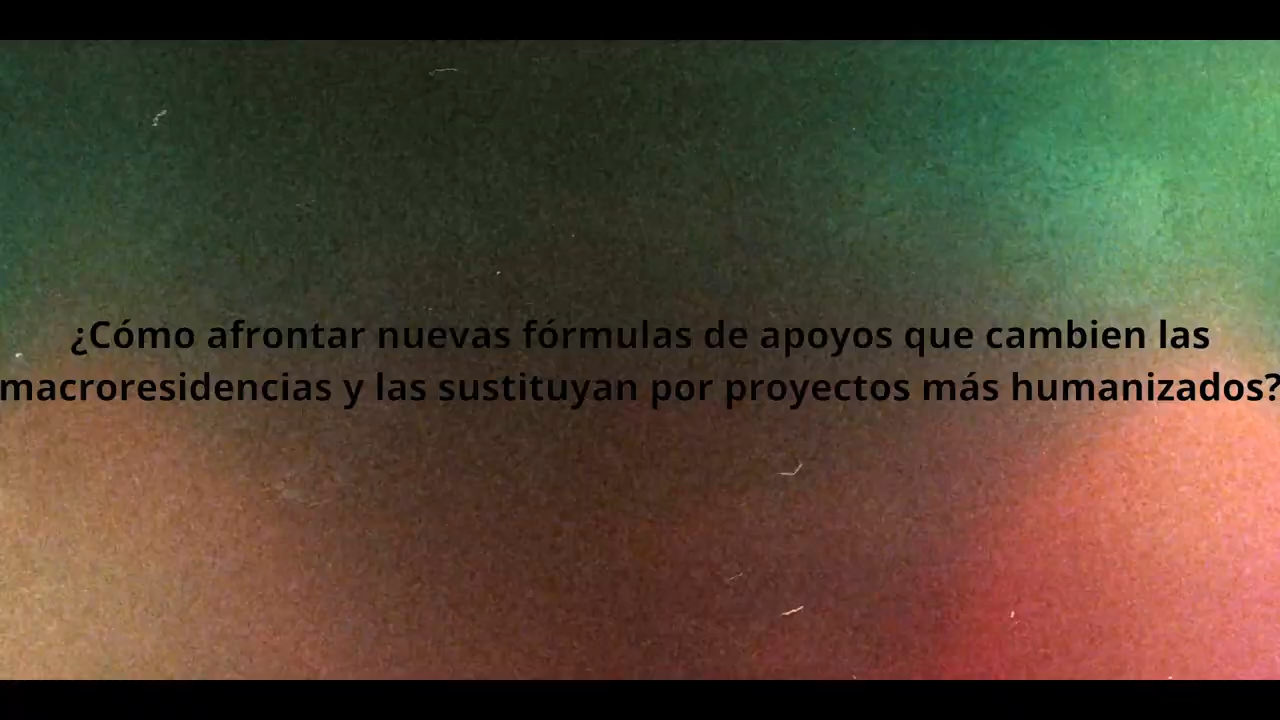 ¿Cómo afrontar nuevas fórmulas de apoyos que cambien las
macroresidencias y las sustituyan por proyectos más humanizados?